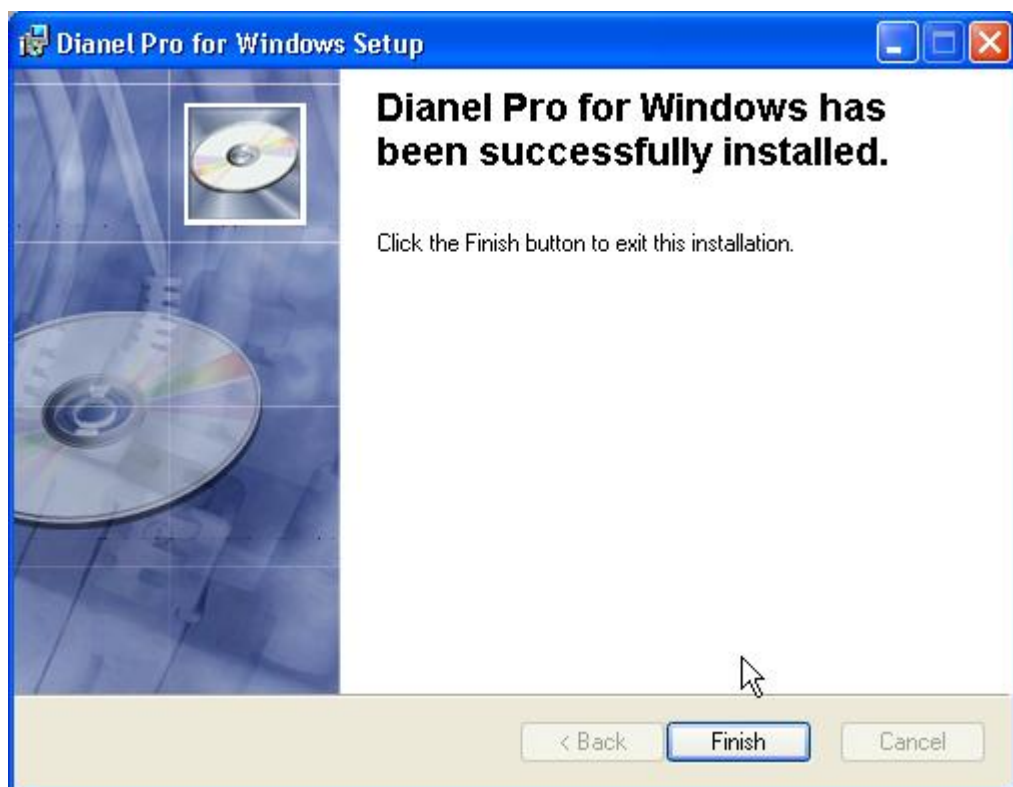 Dianel Pro for Windows Setup
Dianel Pro for Windows has
been successfully installed.
Click the Finish button to exit this installation.
< Back
Finish
Cancel